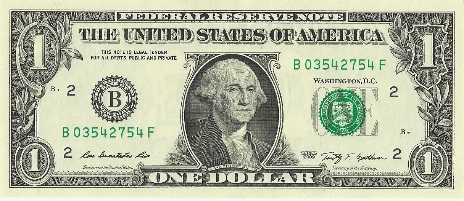 FEDERAL RESERVE NOTE
THE UNITED STATES OF AMERICA
THIS NOTE IS LEGAL TENDER
FOR ALL DEBTS, PUBLIC AND PRIVATE
B 03542754 F
WASHINGTON, D.C.
1
1
2
2
B
ONE
B 03542754 F
2
2
1
1
ONE DOLLAR